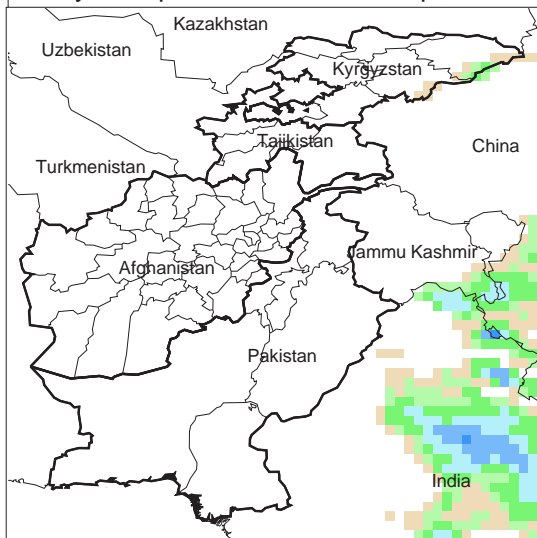 Kazakhstan
Uzbekistan
Kyrgyzstan
Tajikistan
China
Turkmenistan
Jammu Kashmir
Afghanistan
Pakistan
India